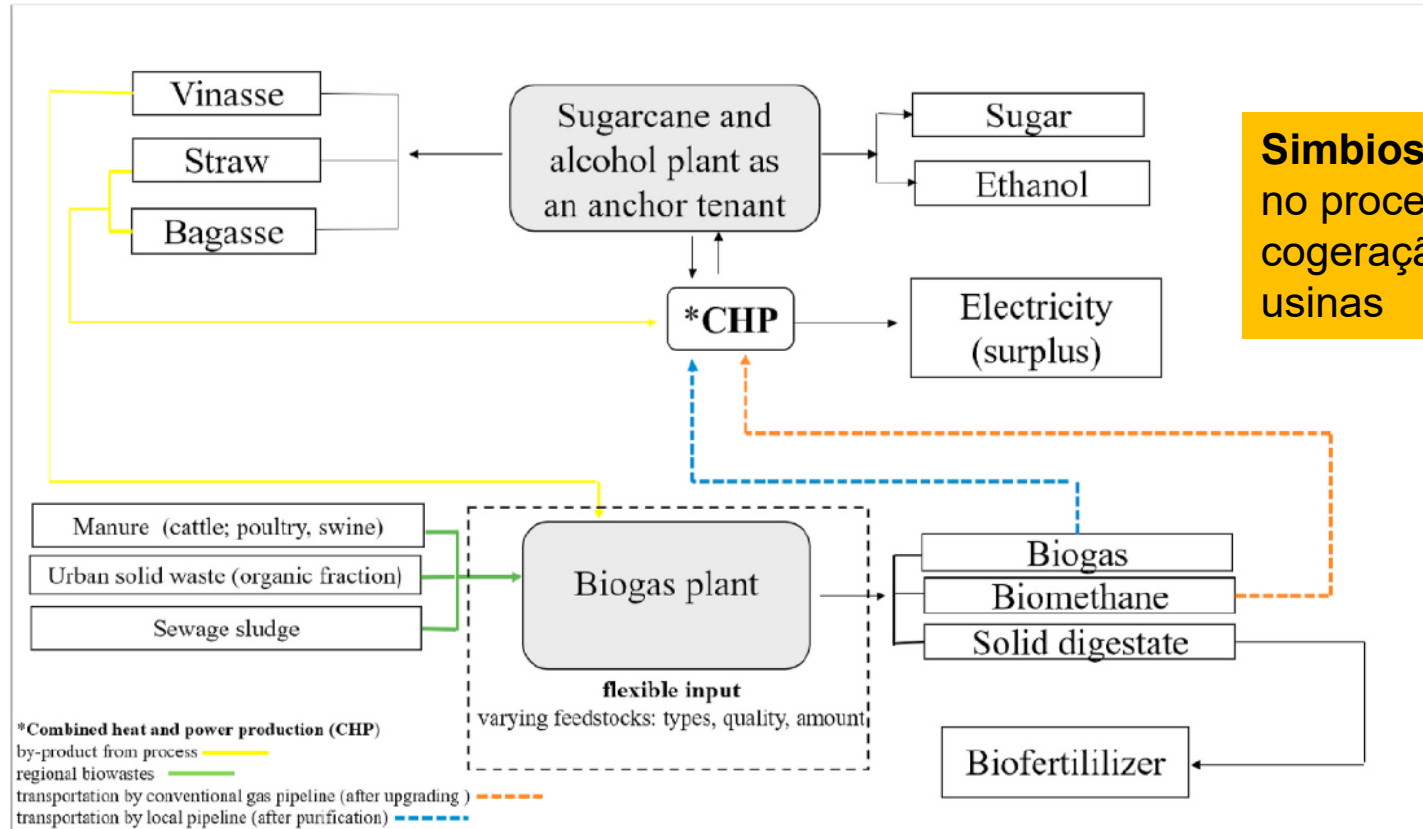 Vinasse
Straw
Bagasse
Sugarcane and
alcohol plant as
an anchor tenant
Sugar
Ethanol
*CHP
Electricity
(surplus)
no
usinas
Manure (cattle; poultry, swine)
Urban solid waste (organic fraction)
Sewage sludge
Biogas plant
flexible input
varying feedstocks: types, quality, amount
Biogas
Biomethane
Solid digestate
Biofertililizer
*Combined heat and power production (CHP)
by-product from process
regional biowastes
transportation by conventional gas pipeline (after upgrading )
transportation by local pipeline (after purification)